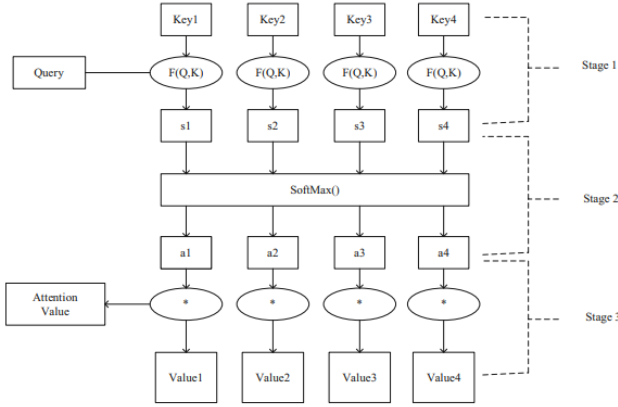 Key1 Key2 Key3 Key4
Stage 1
Query F(Q,K) F(Q,K) F(Q,K) F(Q,K)
s1 s2 s3 s4
SoftMax()
Stage 2
a1 a2 a3 a4
Attention
Value
* * * *
Stage 3
Value1 Value2 Value3 Value4